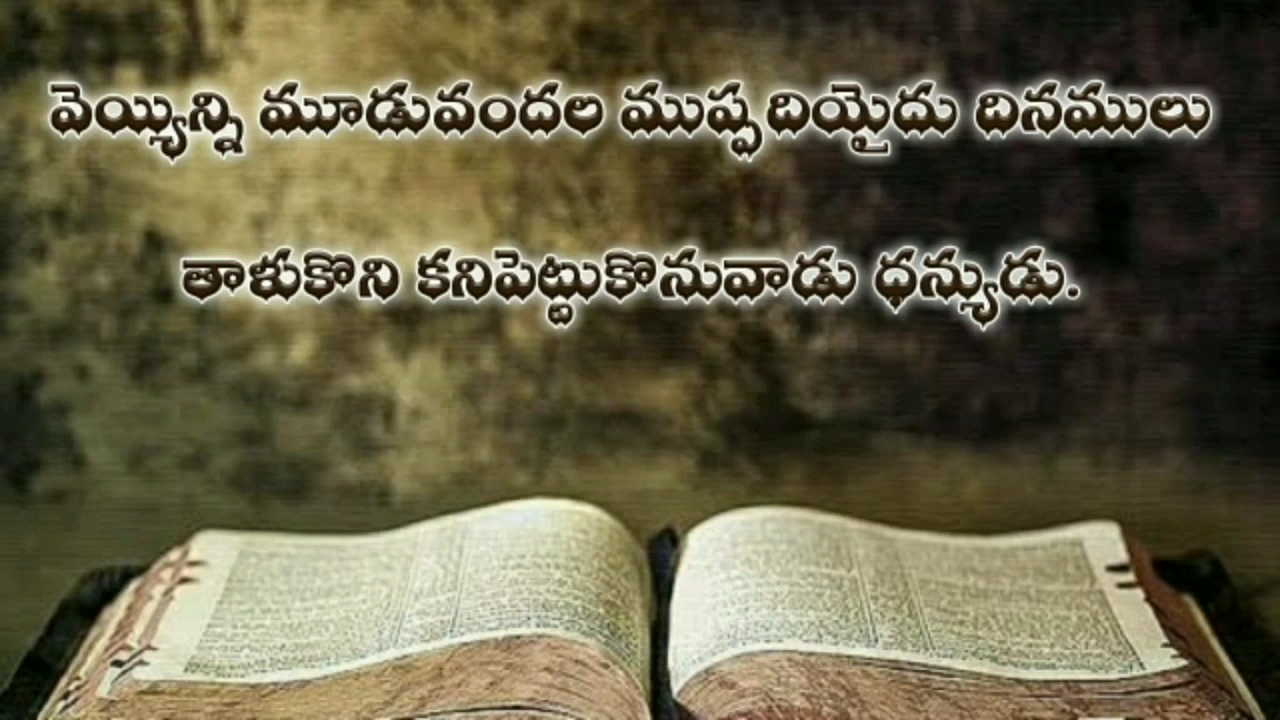 వెయ్యిన్ని మూడువందల ముప్పదియైదు దినములు
తాళుకొని కనిపెట్టుకొనువాడు ధన్యుడు.